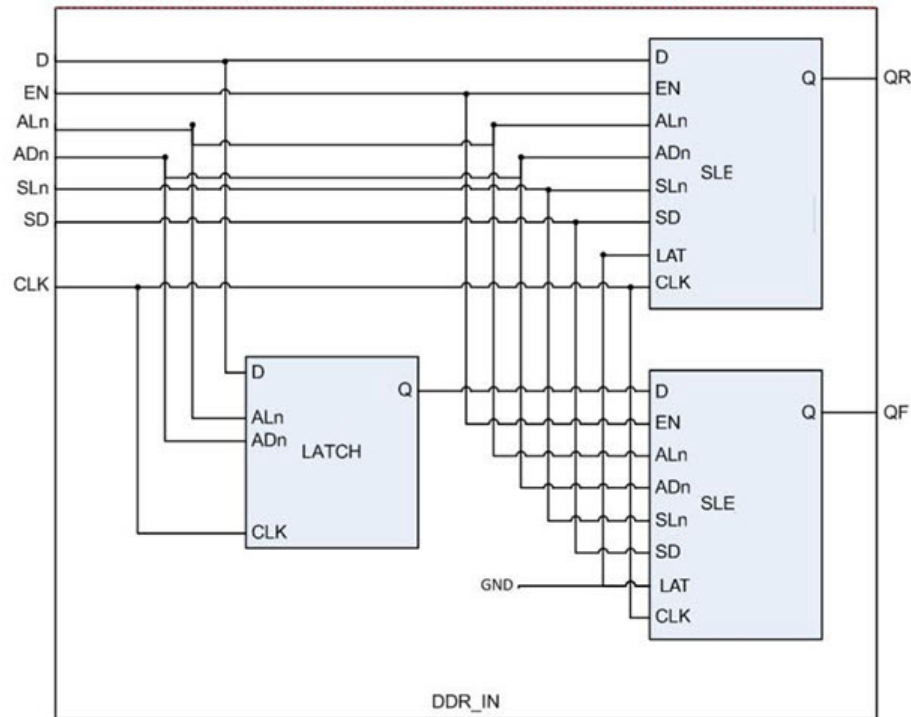 D
EN
ALn
ADn
SLn
SD
CLK
D
EN
ALn
ADn
SLn
SD
LAT
CLK
SLE
Q
QR
D
ALn
ADn
CLK
LATCH
Q
D
EN
ALn
ADn
SLn
SD
LAT
CLK
SLE
Q
QF
GND
DDR_IN